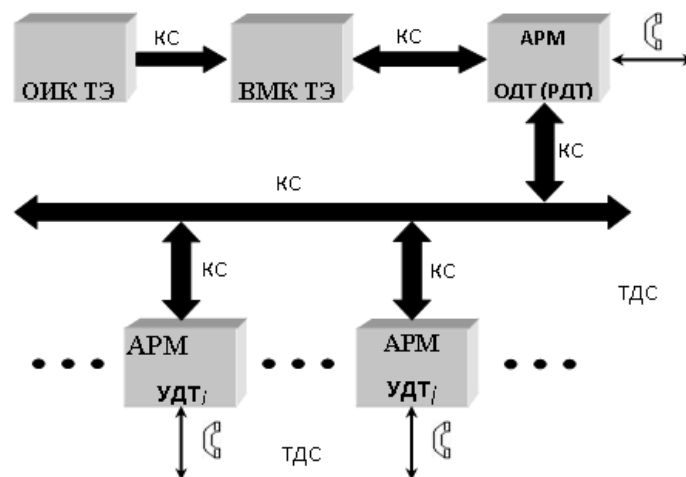 КС
КС
АРМ
ОИК ТЭ
ВМК ТЭ
ОДТ (РДТ)
КС
КС
КС
КС
ТДС
АРМ
АРМ
УДТi
УДТj
ТДС